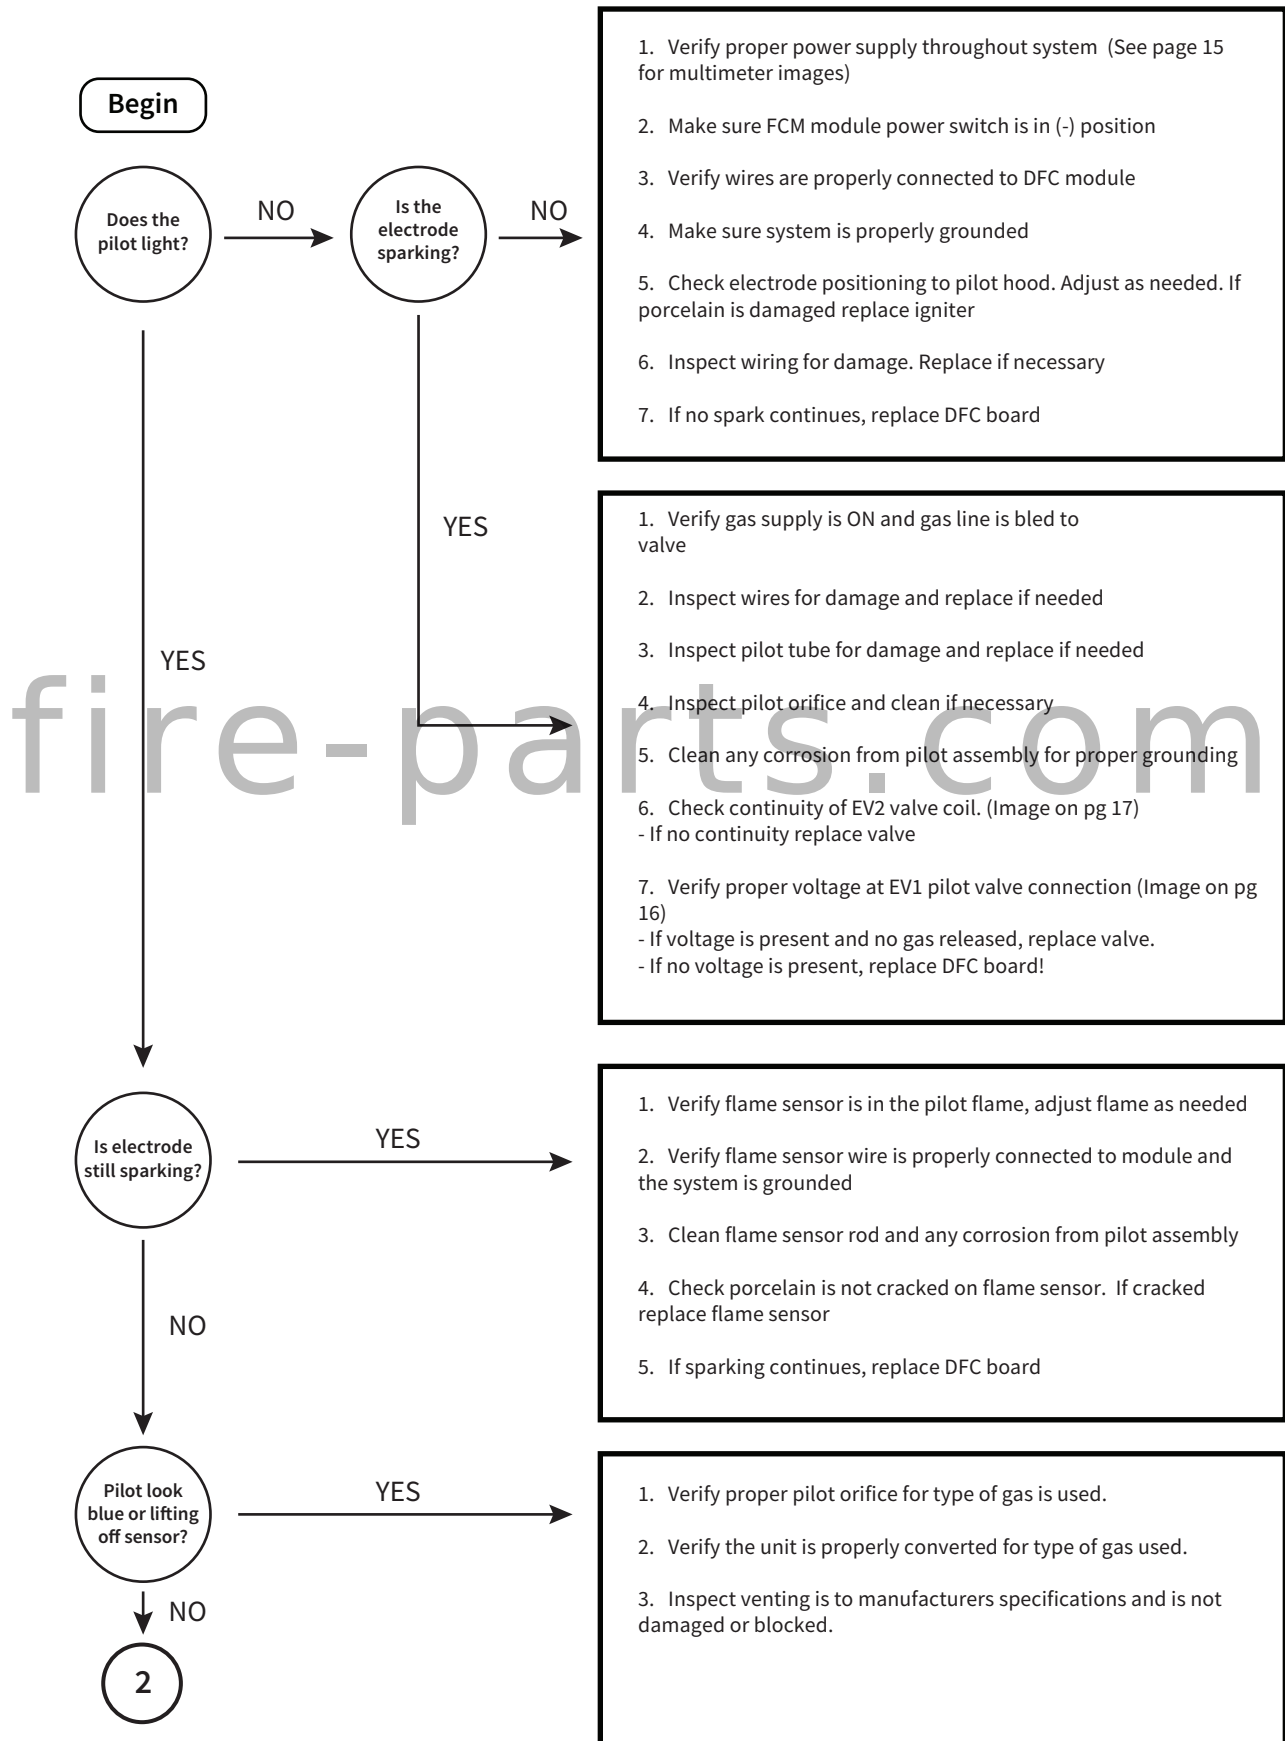 Begin
Does the
pilot light?
NO
Is the
electrode
sparking?
NO
1. Verify proper power supply throughout system (See page 15
for multimeter images)
2. Make sure FCM module power switch is in (-) position
3. Verify wires are properly connected to DFC module
4. Make sure system is properly grounded
5. Check electrode positioning to pilot hood. Adjust as needed. If
porcelain is damaged replace igniter
6. Inspect wiring for damage. Replace if necessary
7. If no spark continues, replace DFC board
YES
1. Verify gas supply is ON and gas line is bled to
valve
2. Inspect wires for damage and replace if needed
3. Inspect pilot tube for damage and replace if needed
4. Inspect pilot orifice and clean if necessary
5. Clean any corrosion from pilot assembly for proper grounding
6. Check continuity of EV2 valve coil. (Image on pg 17)
- If no continuity replace valve
7. Verify proper voltage at EV1 pilot valve connection (Image on pg
16)
- If voltage is present and no gas released, replace valve.
- If no voltage is present, replace DFC board!
YES
fire-parts.com
Is electrode
still sparking?
YES
1. Verify flame sensor is in the pilot flame, adjust flame as needed
2. Verify flame sensor wire is properly connected to module and
the system is grounded
3. Clean flame sensor rod and any corrosion from pilot assembly
4. Check porcelain is not cracked on flame sensor. If cracked
replace flame sensor
5. If sparking continues, replace DFC board
NO
Pilot look
blue or lifting
off sensor?
YES
1. Verify proper pilot orifice for type of gas is used.
2. Verify the unit is properly converted for type of gas used.
3. Inspect venting is to manufacturers specifications and is not
damaged or blocked.
NO
2